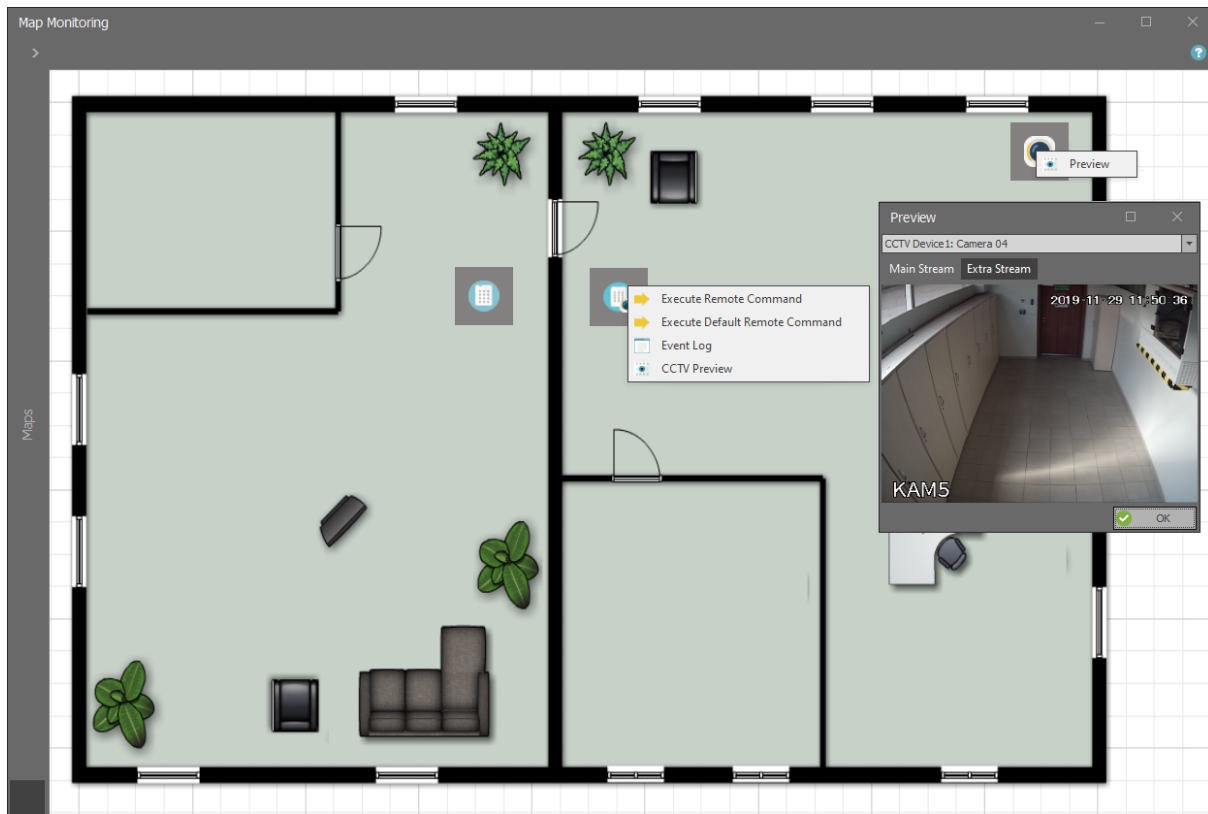 Map Monitoring
Preview
Preview
CCTV Device1: Camera 04
Main Stream Extra Stream
2019-11-29 11:50:36
Execute Remote Command
Execute Default Remote Command
Event Log
CCTV Preview
Maps
KAM5
OK